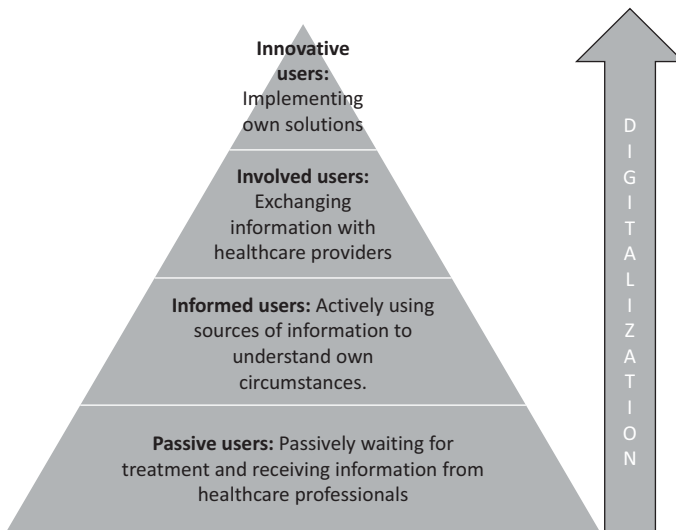 Innovative
users:
Implementing
own solutions
Involved users:
Exchanging
information with
healthcare providers
Informed users: Actively using
sources of information to
understand own
circumstances.
Passive users: Passively waiting for
treatment and receiving information from
healthcare professionals
DIGITALIZATION